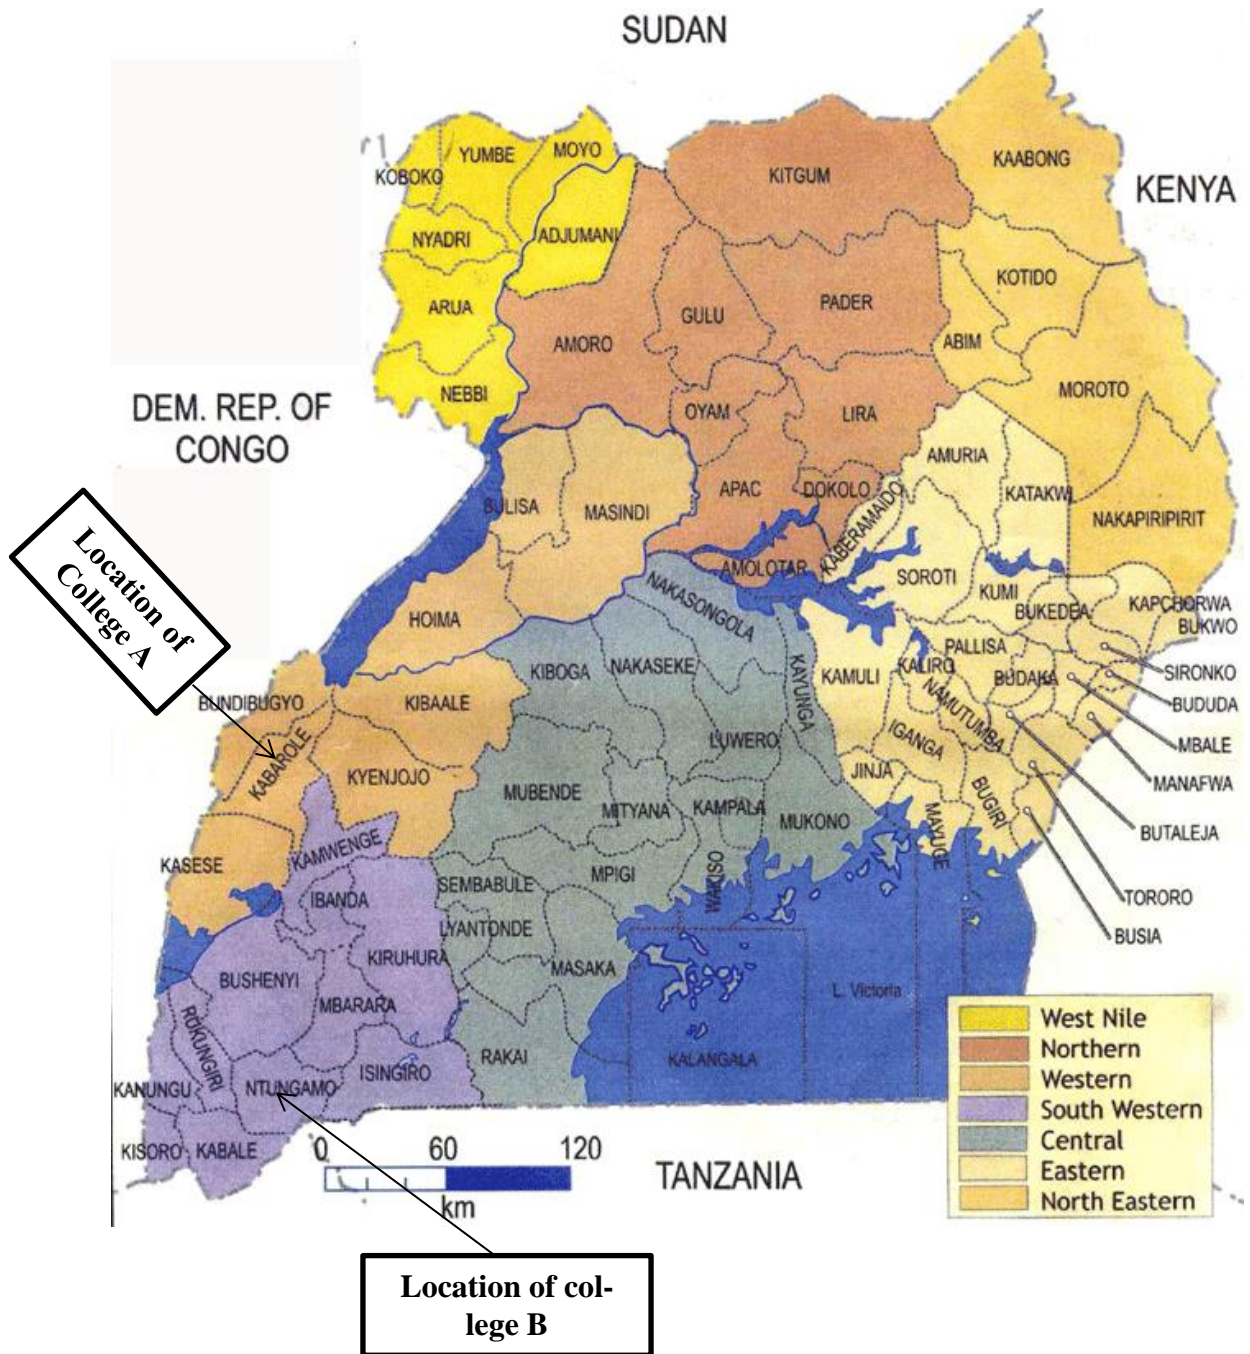 SUDAN
KENYA
DEM. REP. OF
CONGO
TANZANIA
KOBOKO
YUMBE
MOYO
NYADRI
ADJUMANI
ARUA
NEBBI
KITGUM
KAABONG
KOTIDO
AMORO
GULU
PADER
ABIM
MOROTO
OYAM
LIRA
APAC
DOKOLO
AMOLOTAR
KABERAMAIDO
AMURIA
KATAKWI
NAKAPIRIPIRIT
SOROTI
KUMI
BUKEDEA
KAPCHORWA
BUKWO
BULISA
MASINDI
HOIMA
Location of
College A
BUNDIBUGYO
KABAROLE
KIBAALE
KYENJOJO
KASESE
NAKASONGOLA
KIBOGA
NAKASEKE
KAYUNGA
LUWERO
MUBENDE
MITYANA
KAMPALA
MUKONO
WAKISO
MPIGI
SEMBABULE
LYANTONDE
MASAKA
RAKAI
KALANGALA
L. Victoria
KAMULI
KALIRO
PALLISA
NAMUTUMBA
BUDAKA
IGANGA
JINJA
MAYUGE
BUGIRI
SIRONKO
BUDUDA
MBALE
MANAFWA
BUTALEJA
TORORO
BUSIA
KAMWENGE
IBANDA
KIRUHURA
BUSHENYI
MBARARA
RUKUNGIRI
KANUNGU
NTUNGAMO
ISINGIRO
KISORO
KABALE
0 60 120
km
West Nile
Northern
Western
South Western
Central
Eastern
North Eastern
Location of col-
lege B